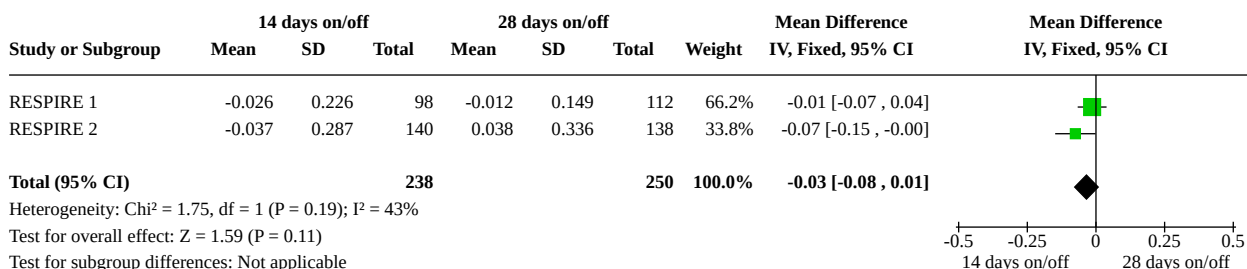 14 days on/off 28 days on/off Mean Difference Mean Difference
Study or Subgroup Mean SD Total Mean SD Total Weight IV, Fixed, 95% CI IV, Fixed, 95% CI
RESPIRE 1 -0.026 0.226 98 -0.012 0.149 112 66.2% -0.01 [-0.07 , 0.04]
RESPIRE 2 -0.037 0.287 140 0.038 0.336 138 33.8% -0.07 [-0.15 , -0.00]
Total (95% CI) 238 250 100.0% -0.03 [-0.08 , 0.01]
Heterogeneity: Chi² = 1.75, df = 1 (P = 0.19); I² = 43%
Test for overall effect: Z = 1.59 (P = 0.11)
-0.5 -0.25 0 0.25 0.5
Test for subgroup differences: Not applicable 14 days on/off 28 days on/off